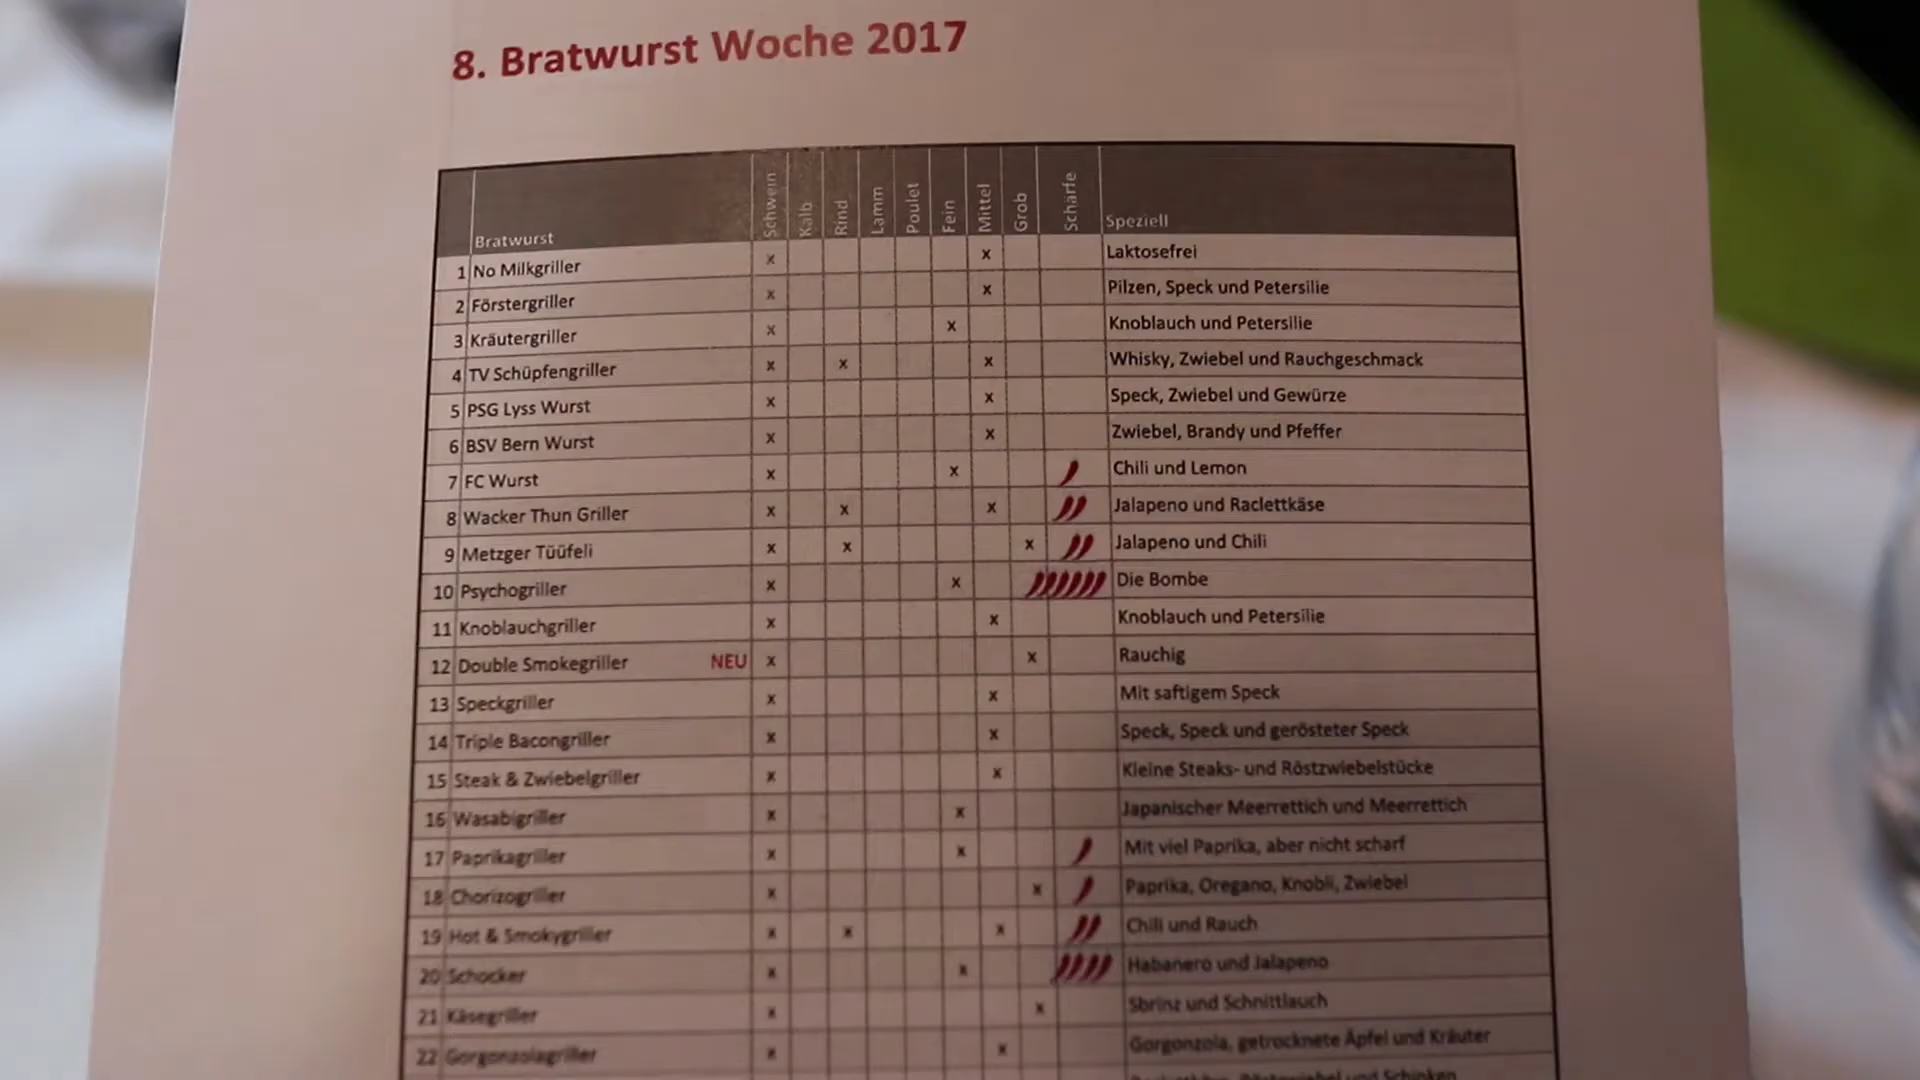 8. Bratwurst Woche 2017
Bratwurst Schwein Kalb Rind Lamm Poulet Fein Mittel Grob Schärfe Speziell
1 No Milkgriller x x Laktosefrei
2 Förstergriller x x Pilzen, Speck und Petersilie
3 Kräutergriller x x Knoblauch und Petersilie
4 TV Schüpfengriller x x x Whisky, Zwiebel und Rauchgeschmack
5 PSG Lyss Wurst x x Speck, Zwiebel und Gewürze
6 BSV Bern Wurst x x Zwiebel, Brandy und Pfeffer
7 FC Wurst x x Chili und Lemon
8 Wacker Thun Griller x x x Jalapeno und Raclettkäse
9 Metzger Tüüfeli x x x Jalapeno und Chili
10 Psychogriller x x Die Bombe
11 Knoblauchgriller x x Knoblauch und Petersilie
12 Double Smokegriller NEU x x Rauchig
13 Speckgriller x x Mit saftigem Speck
14 Triple Bacongriller x x Speck, Speck und gerösteter Speck
15 Steak & Zwiebelgriller x x Kleine Steaks- und Röstzwiebelstücke
16 Wasabigriller x x Japanischer Meerrettich und Meerrettich
17 Paprikagriller x x Mit viel Paprika, aber nicht scharf
18 Chorizogriller x x Paprika, Oregano, Knobli, Zwiebel
19 Hot & Smokygriller x x x Chili und Rauch
20 Schocker x x Habanero und Jalapeno
21 Käsegriller x x Sbrinz und Schnittlauch
22 Gorgonzolagriller x x Gorgonzola, getrocknete Äpfel und Kräuter
und Schinken